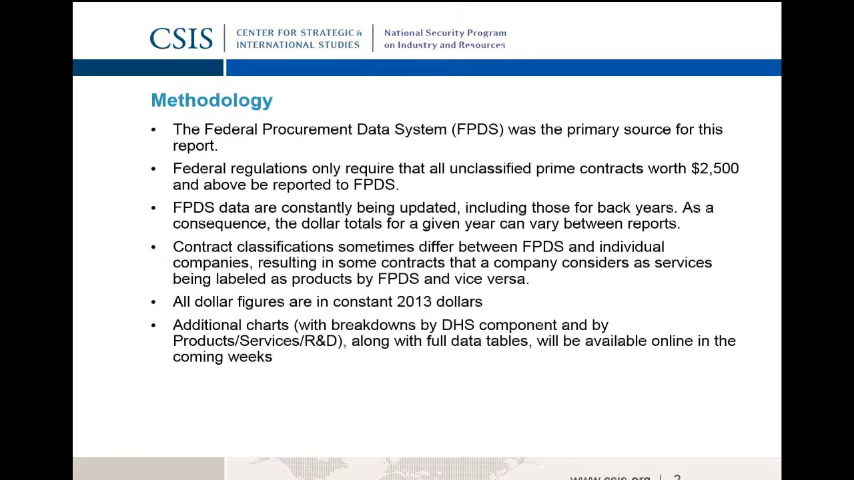 CSIS
CENTER FOR STRATEGIC &
INTERNATIONAL STUDIES
National Security Program
on Industry and Resources
Methodology
• The Federal Procurement Data System (FPDS) was the primary source for this
report.
• Federal regulations only require that all unclassified prime contracts worth $2,500
and above be reported to FPDS.
• FPDS data are constantly being updated, including those for back years. As a
consequence, the dollar totals for a given year can vary between reports.
• Contract classifications sometimes differ between FPDS and individual
companies, resulting in some contracts that a company considers as services
being labeled as products by FPDS and vice versa.
• All dollar figures are in constant 2013 dollars
• Additional charts (with breakdowns by DHS component and by
Products/Services/R&D), along with full data tables, will be available online in the
coming weeks
www.csis.org | 2